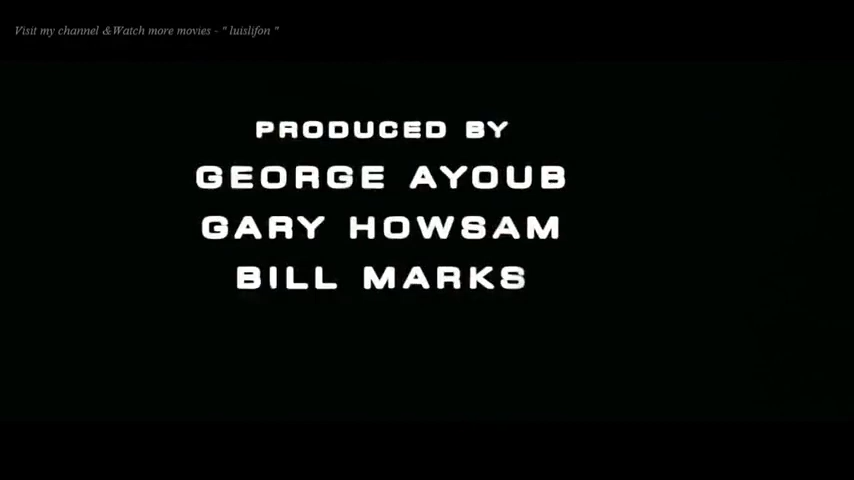 Visit my channel &Watch more movies - " luislifon "
PRODUCED BY
GEORGE AYOUB
GARY HOWSAM
BILL MARKS